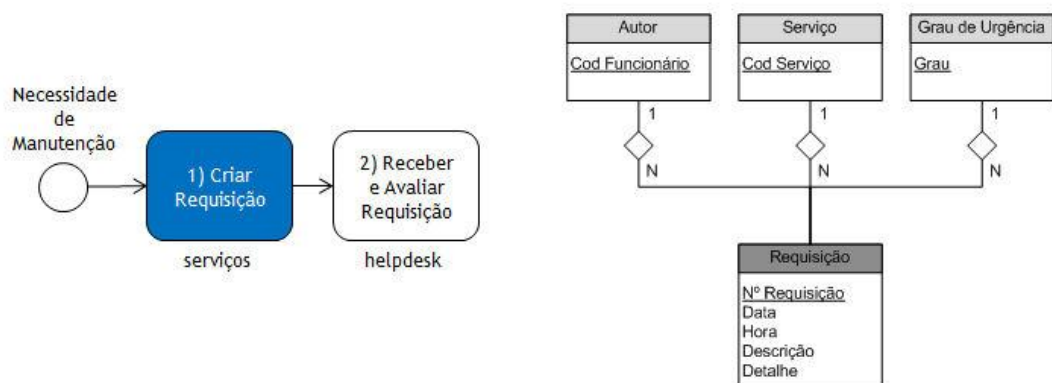 Necessidade
de
Manutenção
1) Criar
Requisição
serviços
2) Receber
e Avaliar
Requisição
helpdesk
Autor
Cod Funcionário
Serviço
Cod Serviço
Grau de Urgência
Grau
1
1
1
N
N
N
Requisição
Nº Requisição
Data
Hora
Descrição
Detalhe